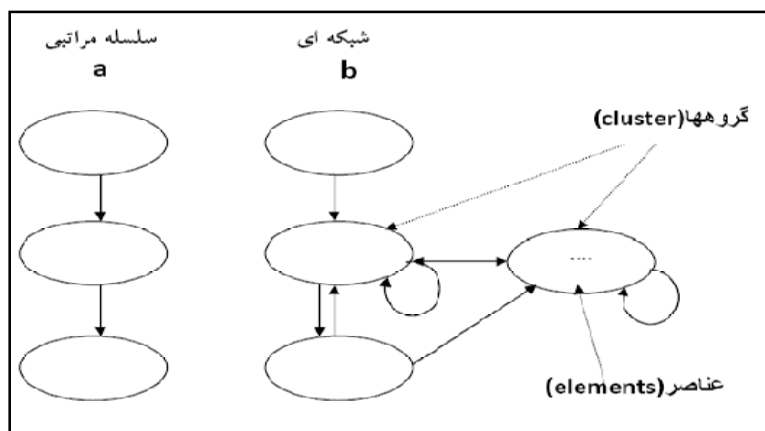 شبکه ای
سلسله مراتبی
b
a
گروهها(cluster)
....
عناصر(elements)